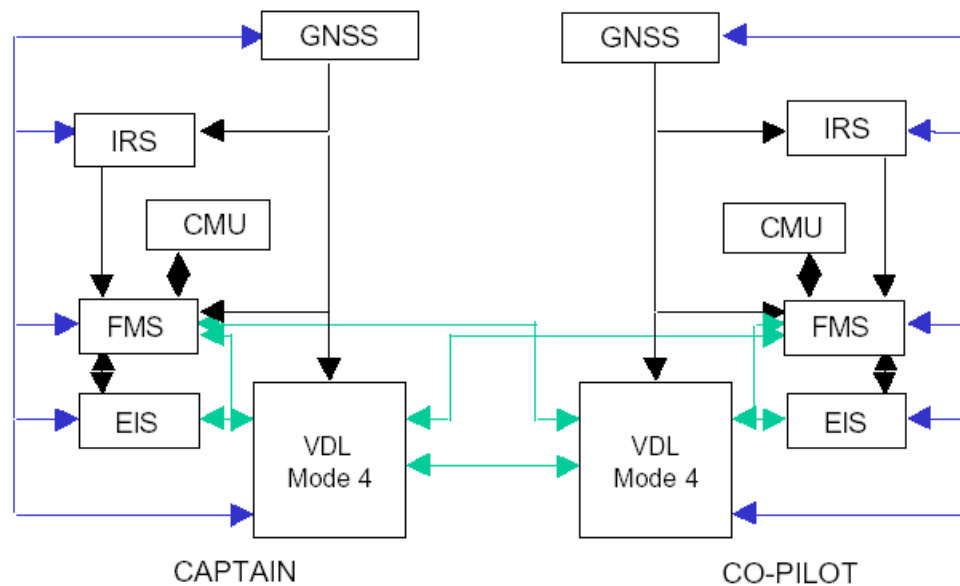 GNSS
GNSS
IRS
IRS
CMU
CMU
FMS
FMS
EIS
EIS
VDL
Mode 4
VDL
Mode 4
CAPTAIN
CO-PILOT